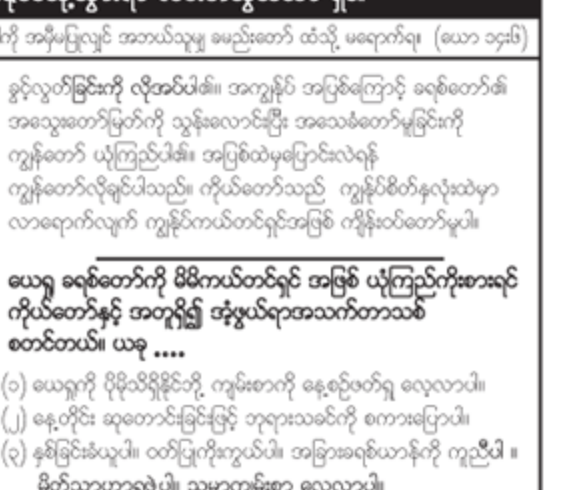 ကို အမှီမပြုလျှင် အဘယ်သူမျှ ခမည်းတော် ထံသို့ မရောက်ရ။ (ယော ၁၄း၆)
ခွင့်လွှတ်ခြင်းကို လိုအပ်ပါ၏။ အကျွန်ုပ် အပြစ်ကြောင့် ခရစ်တော်၏
အသွေးတော်မြတ်ကို သွန်းလောင်းပြီး အသေခံတော်မူခြင်းကို
ကျွန်တော် ယုံကြည်ပါ၏။ အပြစ်ထဲမှပြောင်းလဲရန်
ကျွန်တော်လိုချင်ပါသည်။ ကိုယ်တော်သည် ကျွန်ုပ်စိတ်နှလုံးထဲမှာ
လာရောက်လျက် ကျွန်ုပ်ကယ်တင်ရှင်အဖြစ် ကျိန်းဝပ်တော်မူပါ။
ယေရှု ခရစ်တော်ကို မိမိကယ်တင်ရှင် အဖြစ် ယုံကြည်ကိုးစားရင်
ကိုယ်တော်နှင့် အတူရှိ၍ အံ့ဖွယ်ရာအသက်တာသစ်
စတင်တယ်။ ယခု ....
(၁) ယေရှုကို ပိုမိုသိရှိနိုင်ဘို့ ကျမ်းစာကို နေ့စဉ်ဖတ်ရှု လေ့လာပါ။
(၂) နေ့တိုင်း ဆုတောင်းခြင်းဖြင့် ဘုရားသခင်ကို စကားပြောပါ။
(၃) နှစ်ခြင်းခံယူပါ။ ဝတ်ပြုကိုးကွယ်ပါ။ အခြားခရစ်ယာန်ကို ကူညီပါ ။